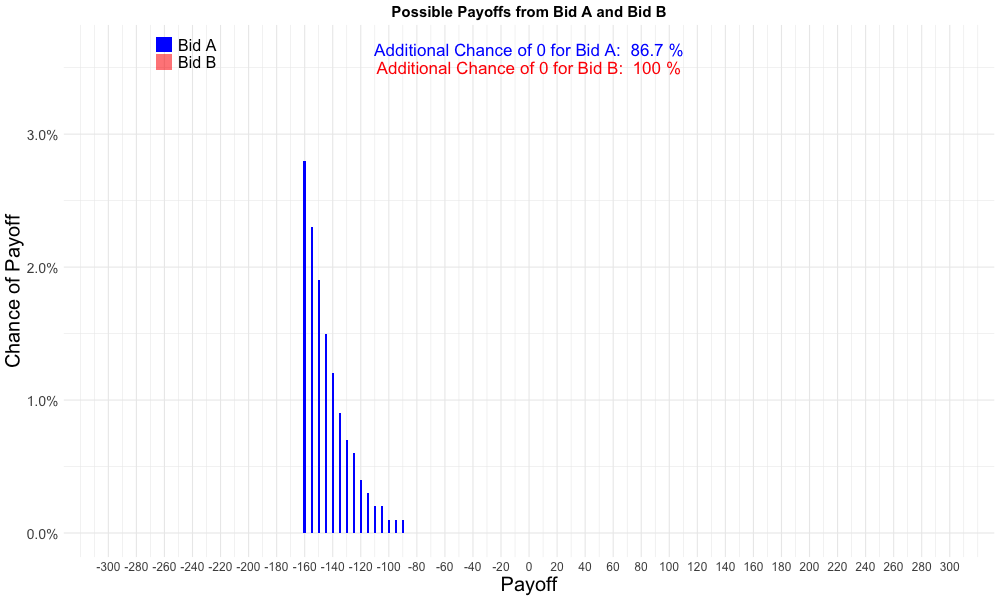 Possible Payoffs from Bid A and Bid B
Bid A
Bid B
Additional Chance of 0 for Bid A:  86.7 %
Additional Chance of 0 for Bid B:  100 %
Chance of Payoff
3.0%
2.0%
1.0%
0.0%
-300 -280 -260 -240 -220 -200 -180 -160 -140 -120 -100 -80 -60 -40 -20 0 20 40 60 80 100 120 140 160 180 200 220 240 260 280 300
Payoff